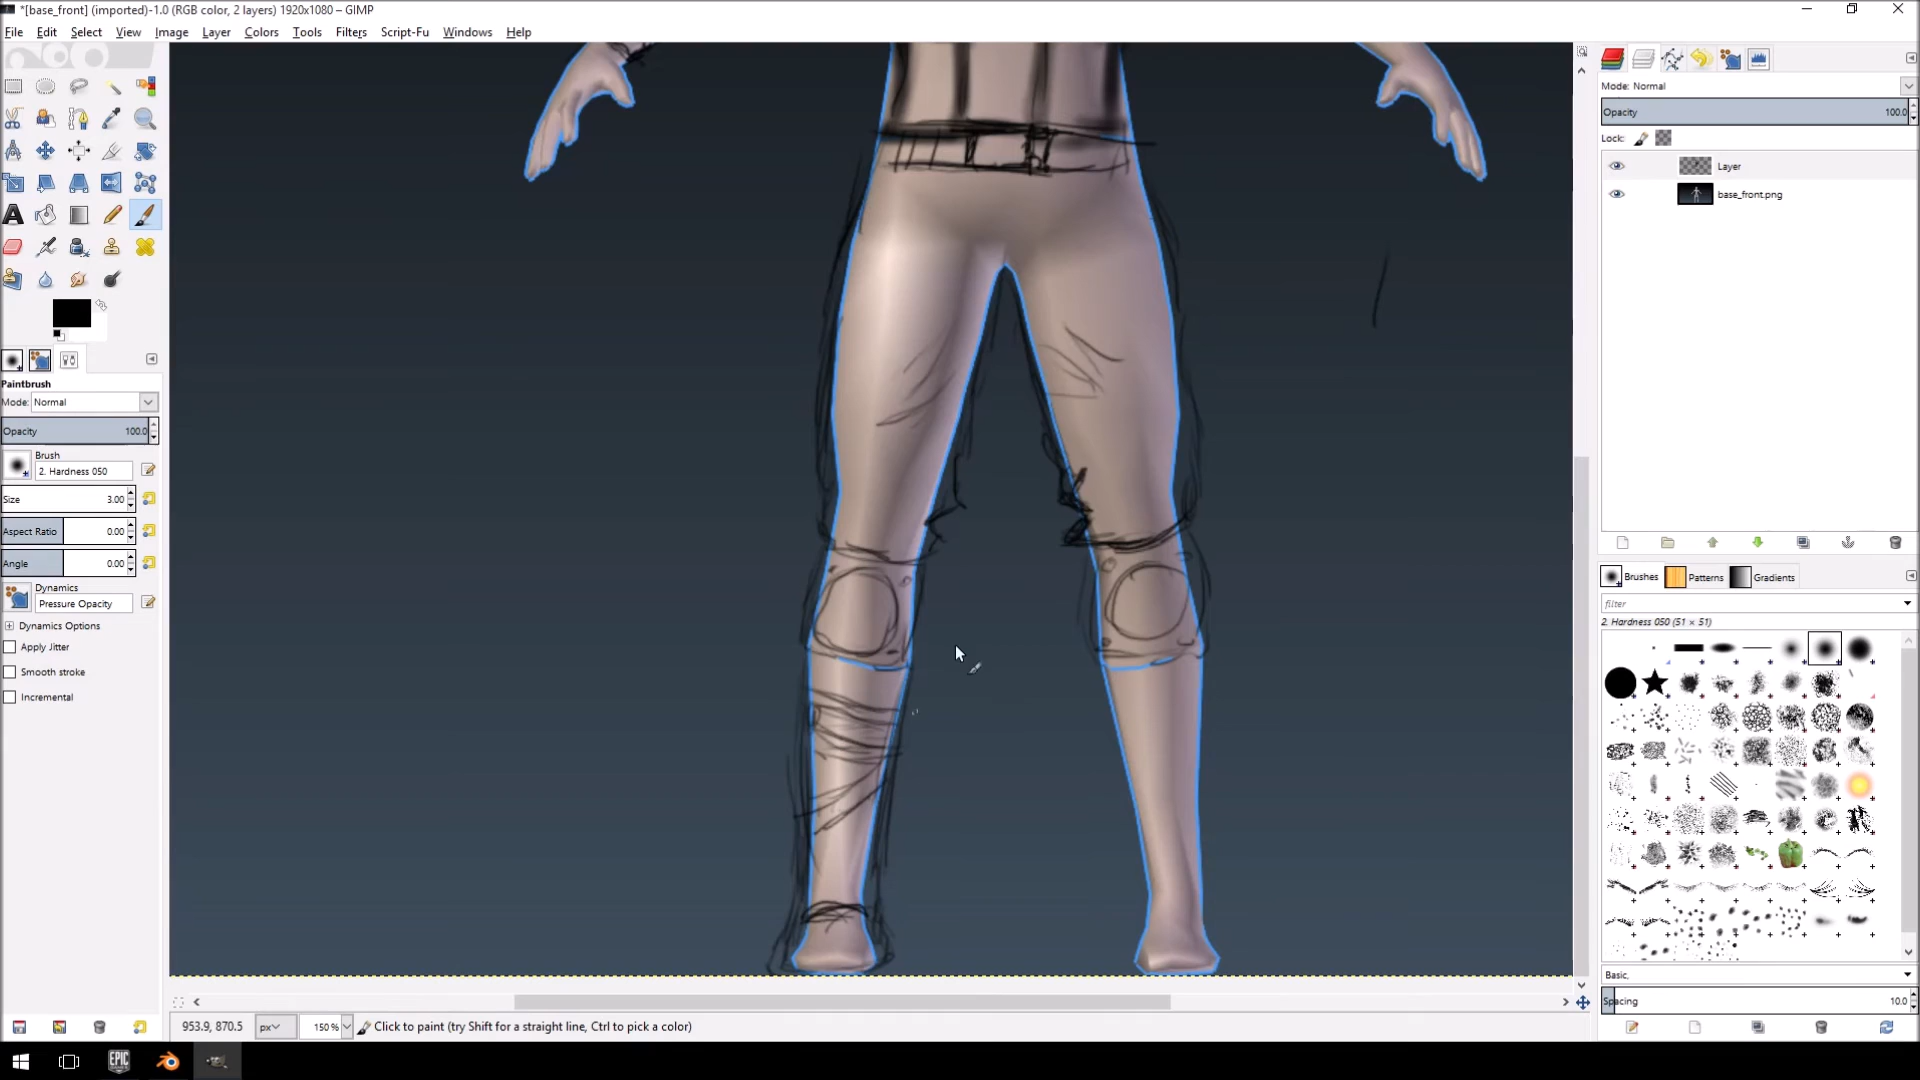 *[base_front] (imported)-1.0 (RGB color, 2 layers) 1920x1080 – GIMP
File Edit Select View Image Layer Colors Tools Filters Script-Fu Windows Help
Mode: Normal
Opacity 100.0
Lock:
Layer
base_front.png
Paintbrush
Mode: Normal
Opacity 100.0
Brush
2. Hardness 050
Size 3.00
Aspect Ratio 0.00
Angle 0.00
Dynamics
Pressure Opacity
Dynamics Options
Apply Jitter
Smooth stroke
Incremental
Brushes Patterns Gradients
filter
2. Hardness 050 (51 × 51)
Basic,
Spacing 10.0
953.9, 870.5 px 150 % Click to paint (try Shift for a straight line, Ctrl to pick a color)
EPIC